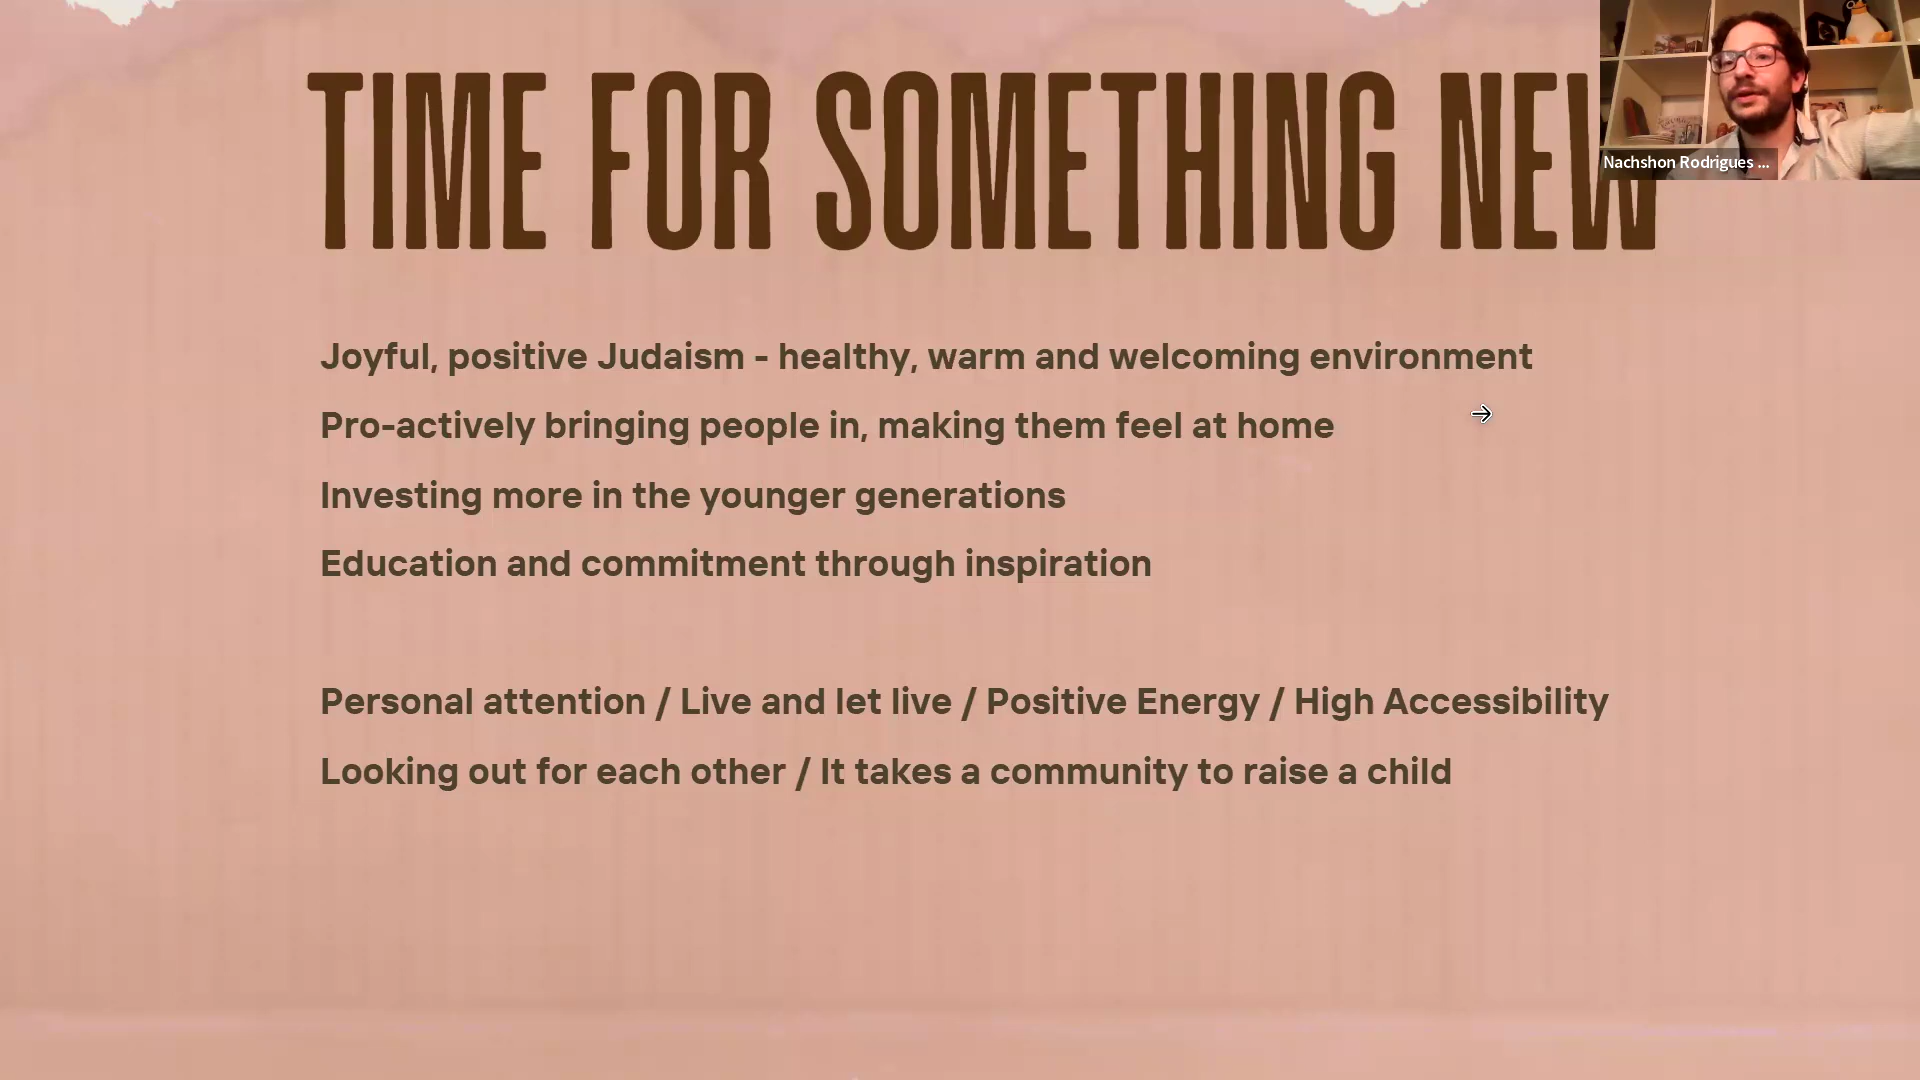 TIME FOR SOMETHING NEW
Nachshon Rodrigues ...
Joyful, positive Judaism - healthy, warm and welcoming environment
Pro-actively bringing people in, making them feel at home
Investing more in the younger generations
Education and commitment through inspiration
Personal attention / Live and let live / Positive Energy / High Accessibility
Looking out for each other / It takes a community to raise a child